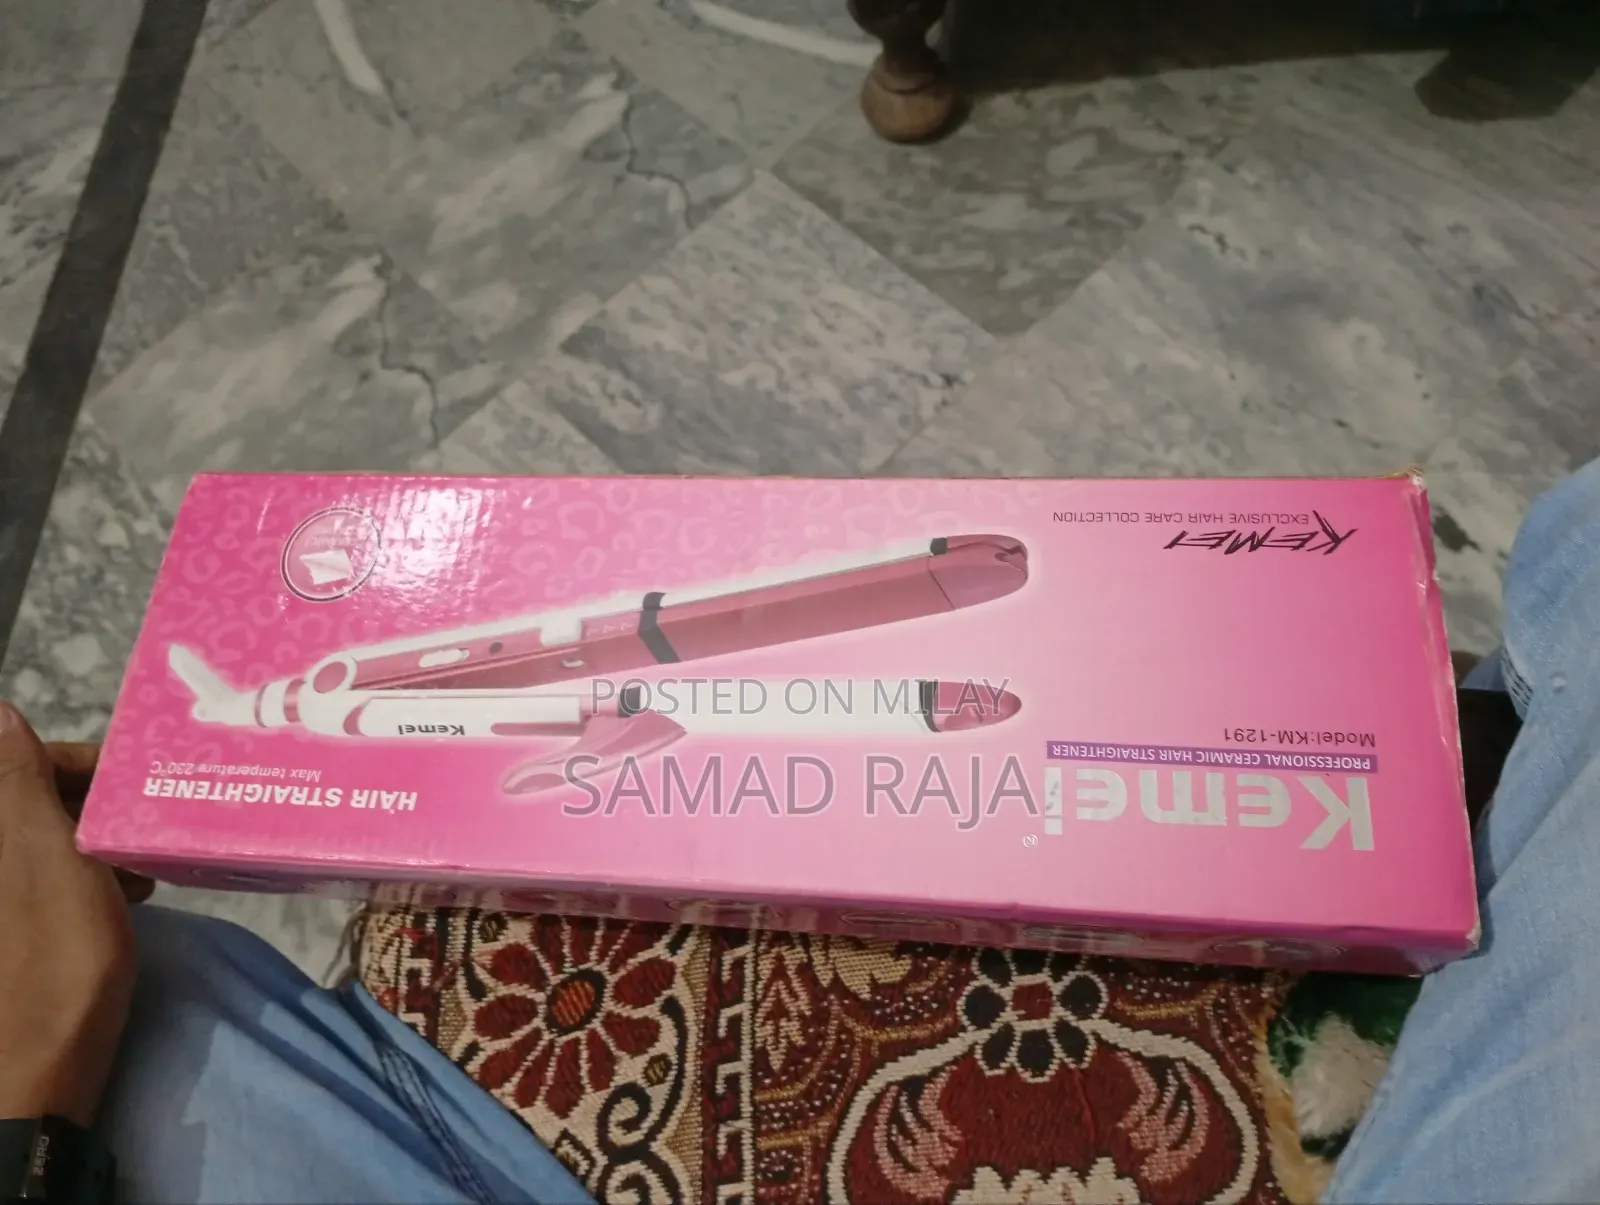 KEMEI
EXCLUSIVE HAIR CARE COLLECTION
Kemei®
PROFESSIONAL CERAMIC HAIR STRAIGHTENER
Model:KM-1291
HAIR STRAIGHTENER
Max temperature 230°C
Kemei
POSTED ON MILAY
SAMAD RAJA
ZERO